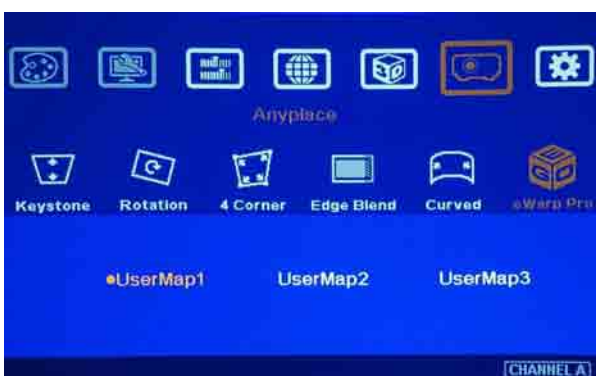 Anyplace
Keystone Rotation 4 Corner Edge Blend Curved eWarp Pro
•UserMap1 UserMap2 UserMap3
CHANNEL A